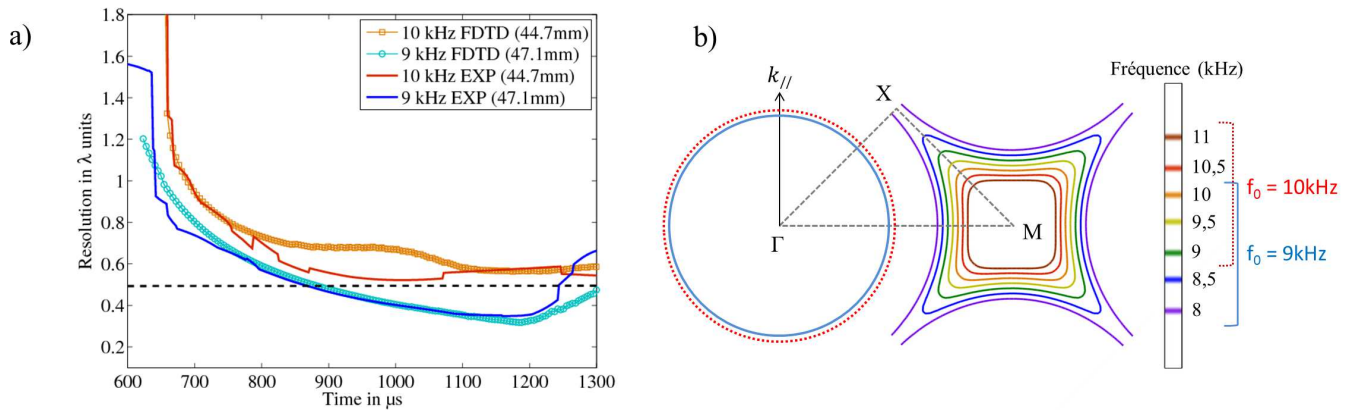 a)
1.8
1.6
1.4
1.2
1
0.8
0.6
0.4
0.2
Resolution in λ units
600
700
800
900
1000
1100
1200
1300
Time in μs
10 kHz FDTD (44.7mm)
9 kHz FDTD (47.1mm)
10 kHz EXP (44.7mm)
9 kHz EXP (47.1mm)
b)
k//
X
Γ
M
Fréquence (kHz)
11
10,5
10
9,5
9
8,5
8
f0 = 10kHz
f0 = 9kHz